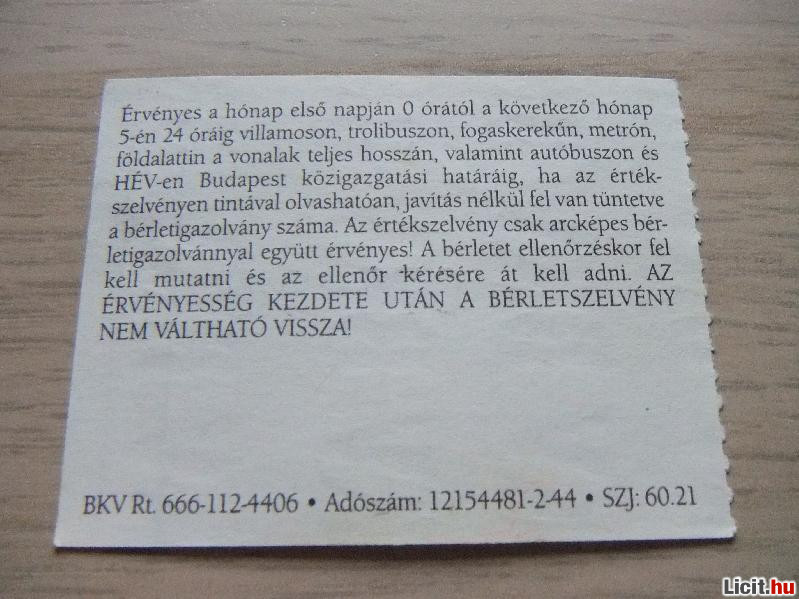 Érvényes a hónap első napján 0 órától a következő hónap
5-én 24 óráig villamoson, trolibuszon, fogaskerekűn, metrón,
földalattin a vonalak teljes hosszán, valamint autóbuszon és
HÉV-en Budapest közigazgatási határáig, ha az érték-
szelvényen tintával olvashatóan, javítás nélkül fel van tüntetve
a bérletigazolvány száma. Az értékszelvény csak arcképes bér-
letigazolvánnyal együtt érvényes! A bérletet ellenőrzéskor fel
kell mutatni és az ellenőr kérésére át kell adni. AZ
ÉRVÉNYESSÉG KEZDETE UTÁN A BÉRLETSZELVÉNY
NEM VÁLTHATÓ VISSZA!
BKV Rt. 666-112-4406 • Adószám: 12154481-2-44 • SZJ: 60.21
Licit.hu